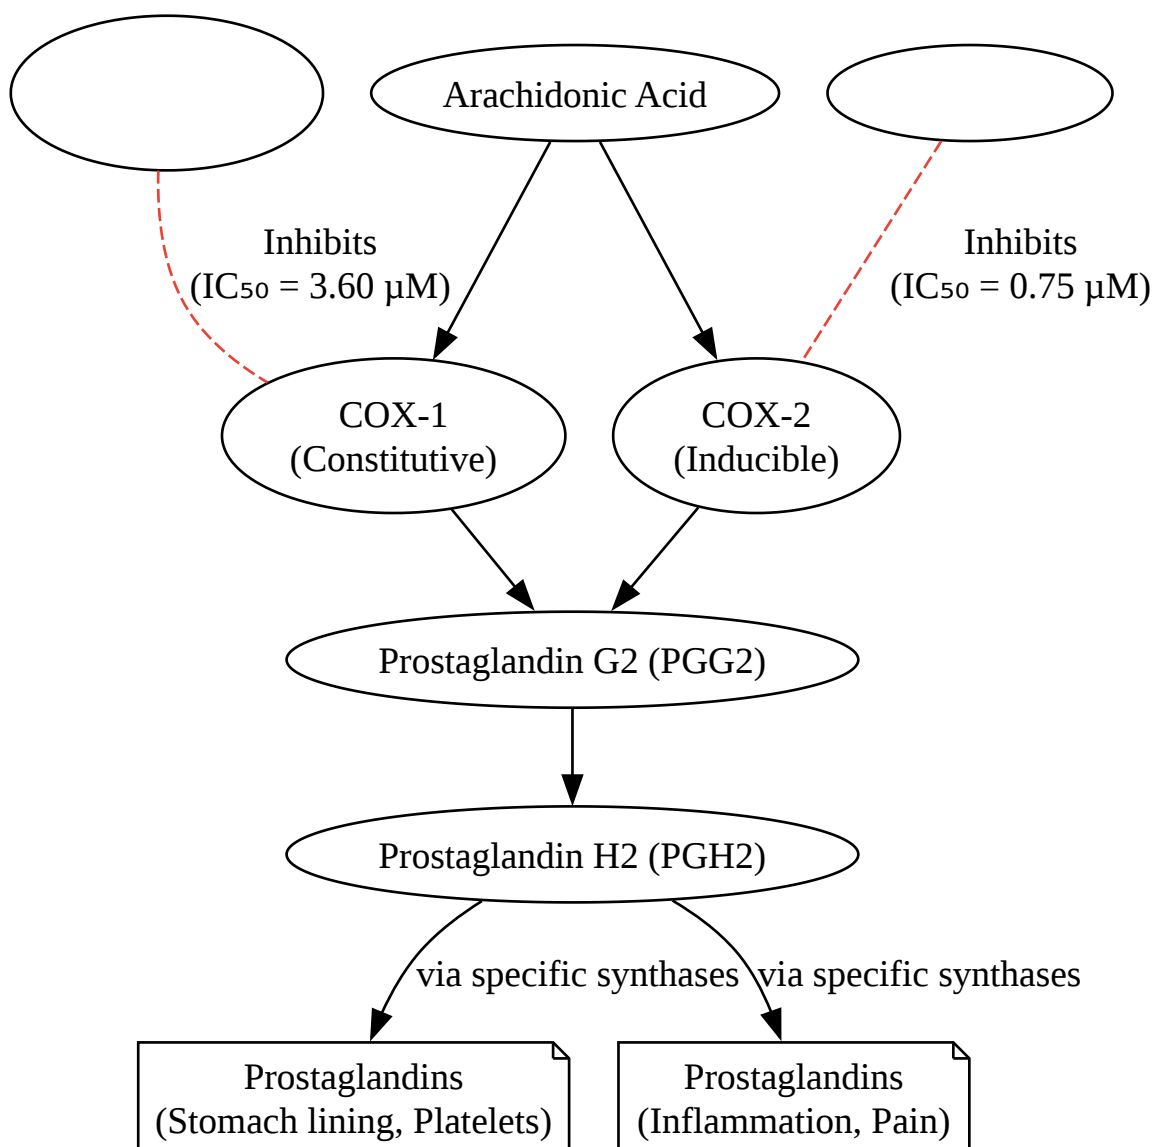 Arachidonic Acid
Inhibits
(IC₅₀ = 3.60 µM)
Inhibits
(IC₅₀ = 0.75 µM)
COX-1
(Constitutive)
COX-2
(Inducible)
Prostaglandin G2 (PGG2)
Prostaglandin H2 (PGH2)
via specific synthases
via specific synthases
Prostaglandins
(Stomach lining, Platelets)
Prostaglandins
(Inflammation, Pain)